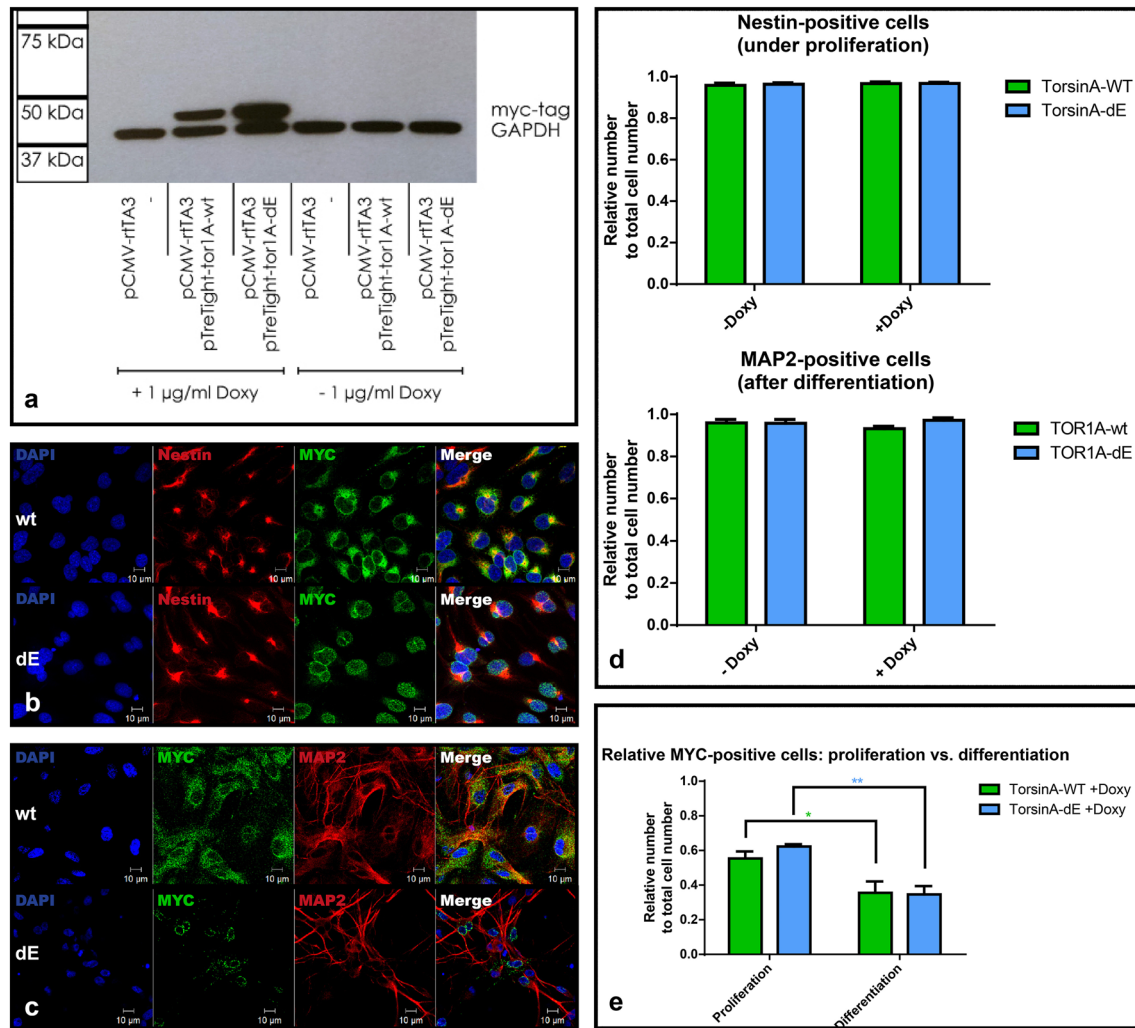 75 kDa
50 kDa
37 kDa
myc-tag
GAPDH
pCMV-rtTA3
-
pCMV-rtTA3
pTreTight-tor1A-wt
pCMV-rtTA3
pTreTight-tor1A-dE
pCMV-rtTA3
-
pCMV-rtTA3
pTreTight-tor1A-wt
pCMV-rtTA3
pTreTight-tor1A-dE
+ 1 µg/ml Doxy
- 1 µg/ml Doxy
a
DAPI
Nestin
MYC
Merge
wt
10 µm
10 µm
10 µm
10 µm
DAPI
Nestin
MYC
Merge
dE
10 µm
10 µm
10 µm
10 µm
b
DAPI
MYC
MAP2
Merge
wt
10 µm
10 µm
10 µm
10 µm
DAPI
MYC
MAP2
Merge
dE
10 µm
10 µm
10 µm
10 µm
c
Nestin-positive cells
(under proliferation)
Relative number
to total cell number
1.0
0.8
0.6
0.4
0.2
0.0
-Doxy
+Doxy
TorsinA-WT
TorsinA-dE
MAP2-positive cells
(after differentiation)
Relative number
to total cell number
1.0
0.8
0.6
0.4
0.2
0.0
- Doxy
+ Doxy
TOR1A-wt
TOR1A-dE
d
Relative MYC-positive cells: proliferation vs. differentiation
Relative number
to total cell number
1.0
0.8
0.6
0.4
0.2
0.0
*
**
Proliferation
Differentiation
TorsinA-WT +Doxy
TorsinA-dE +Doxy
e